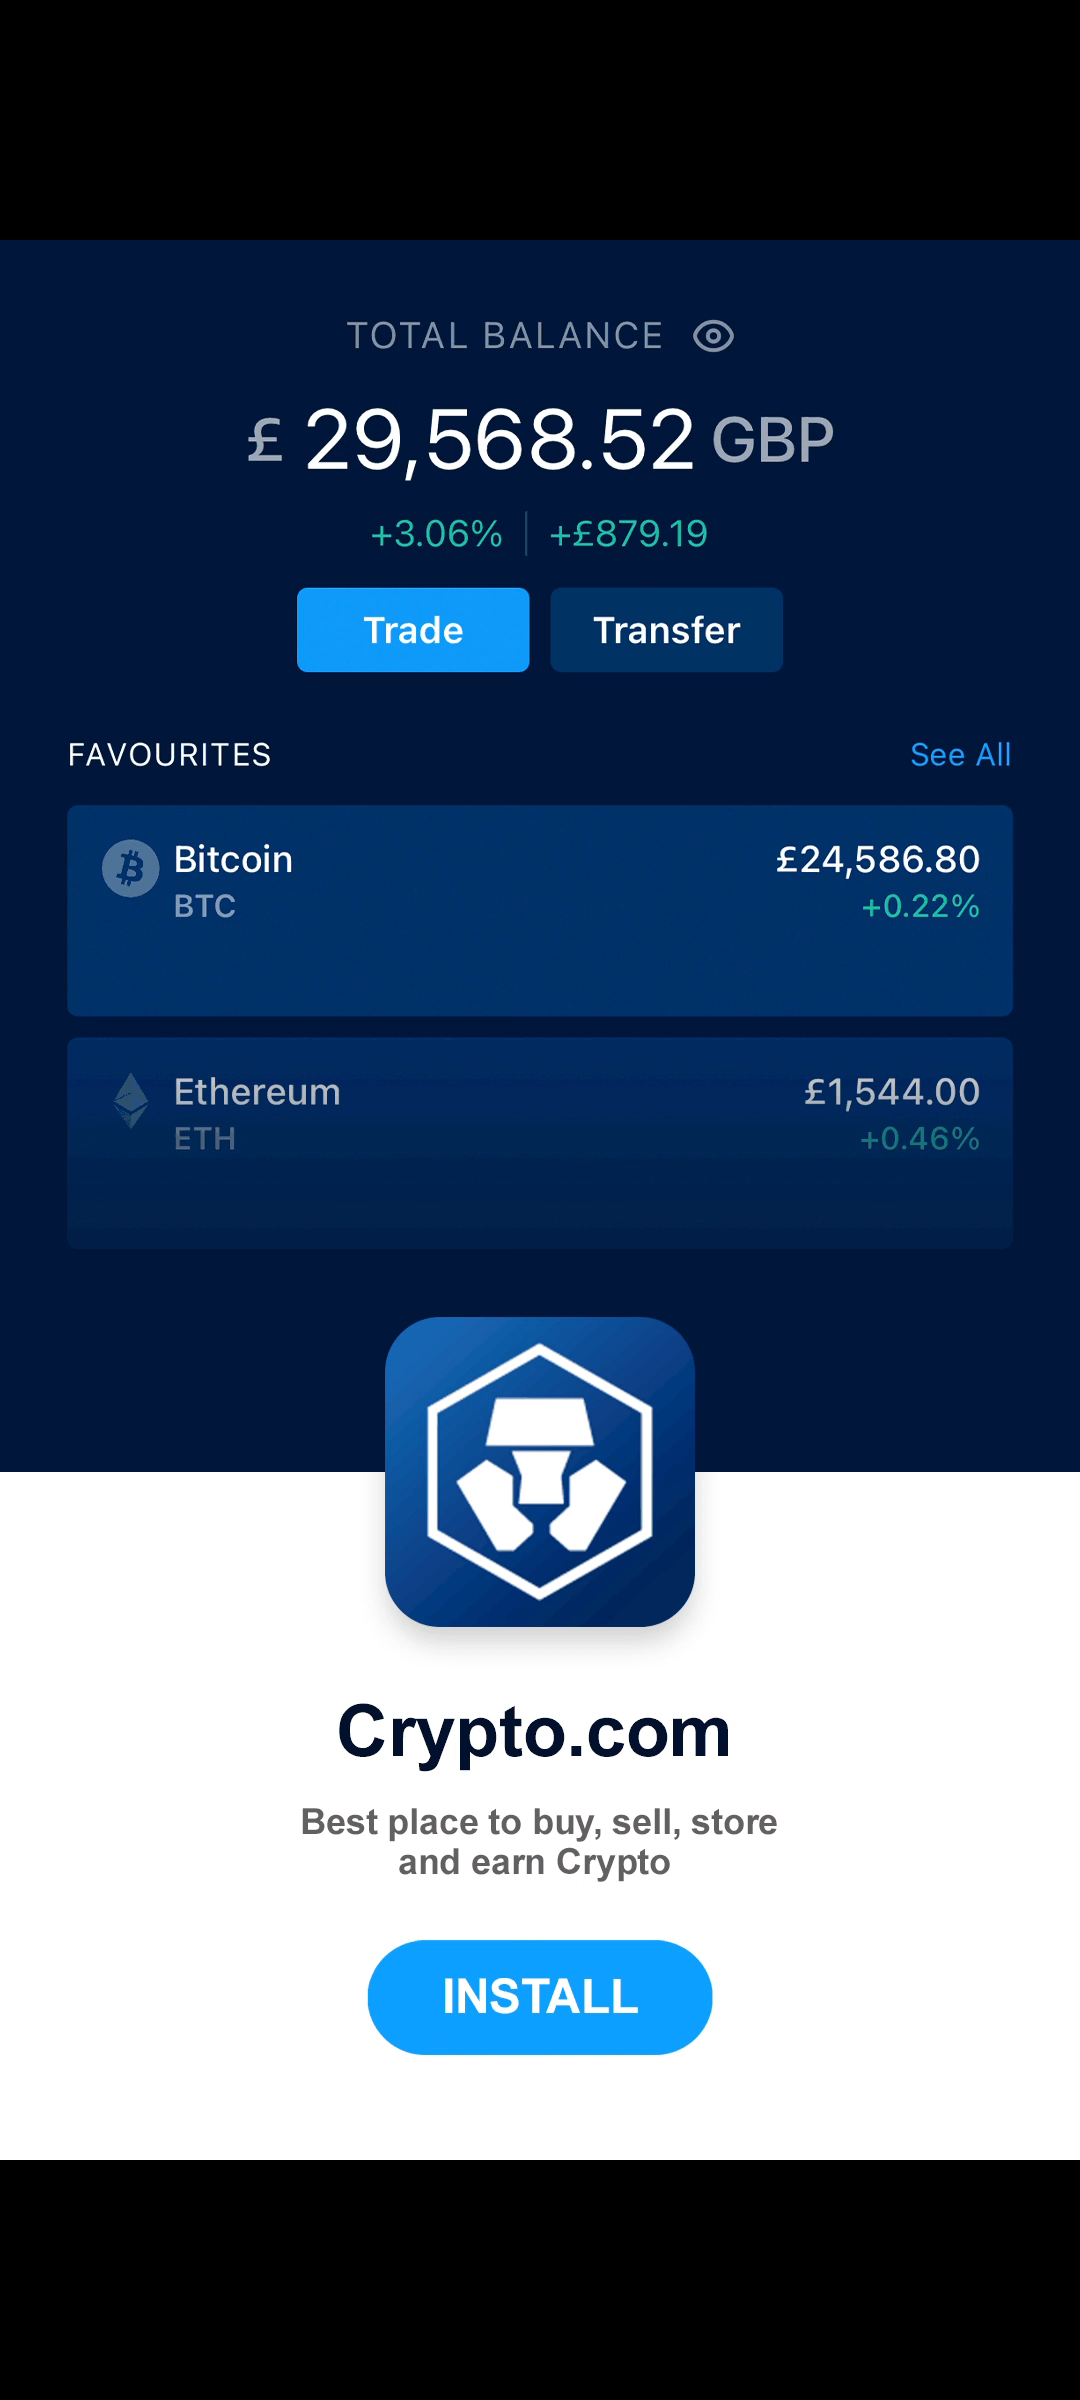 TOTAL BALANCE
£ 29,568.52 GBP
+3.06% +£879.19
Trade Transfer
FAVOURITES See All
Bitcoin £24,586.80
BTC +0.22%
Ethereum £1,544.00
ETH +0.46%
Crypto.com
Best place to buy, sell, store
and earn Crypto
INSTALL